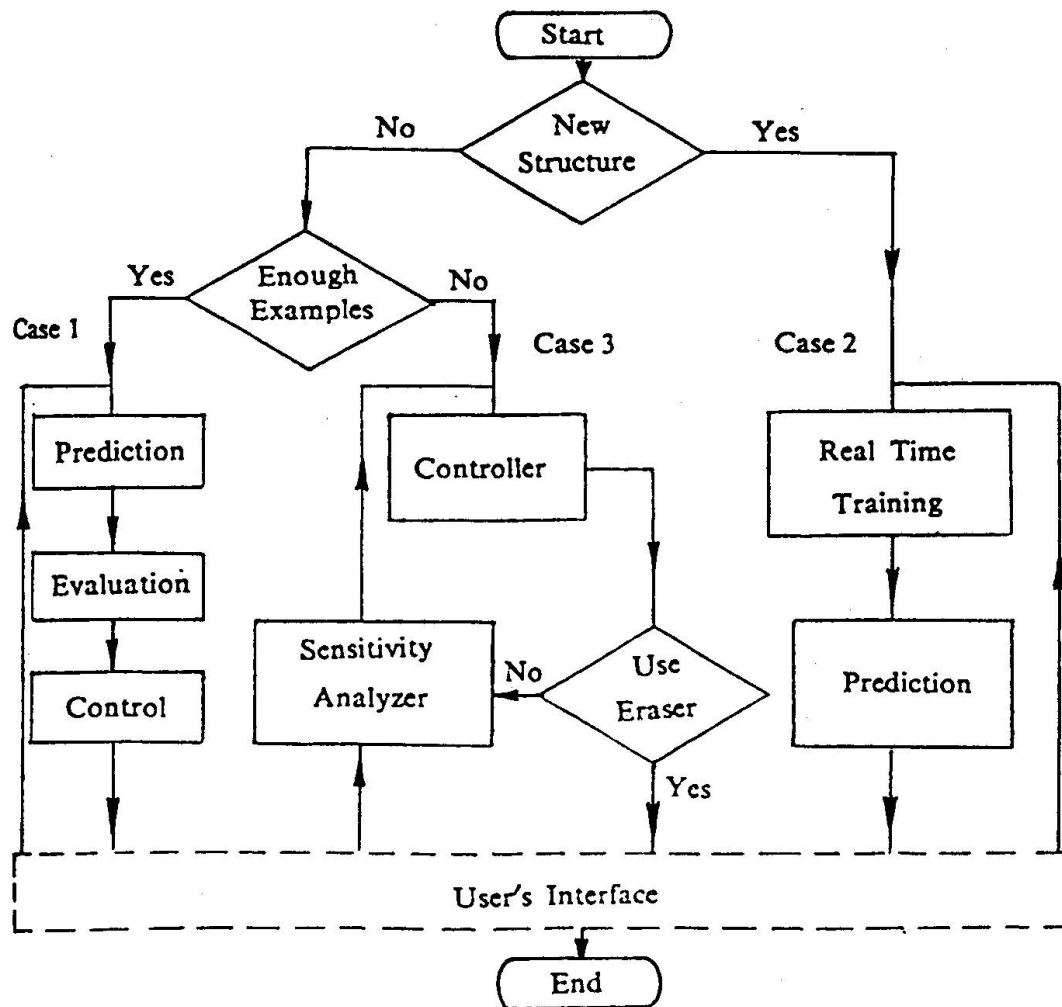 Start
New
Structure
No
Yes
Enough
Examples
Yes
No
Case 1
Case 3
Case 2
Prediction
Controller
Real Time
Training
Evaluation
Sensitivity
Analyzer
No
Use
Eraser
Prediction
Control
Yes
User's Interface
End